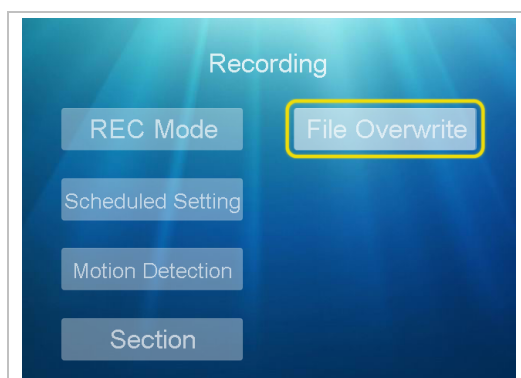 Recording
REC Mode
File Overwrite
Scheduled Setting
Motion Detection
Section